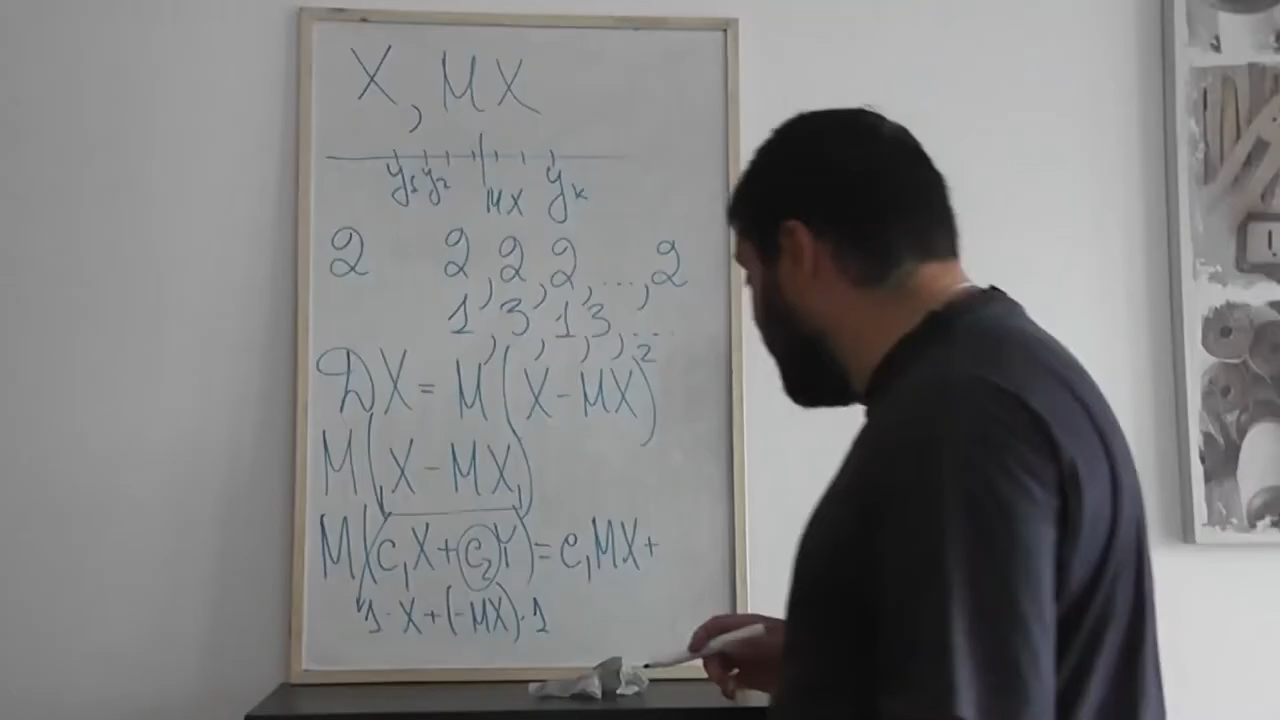 X, MX
y₁ y₂ MX yₖ
2 2, 2, 2, ..., 2
1, 3, 1, 3, ...
DX = M(X - MX)²
M(X - MX)
M(c₁X + c₂Y) = c₁MX +
1·X + (-MX)·1